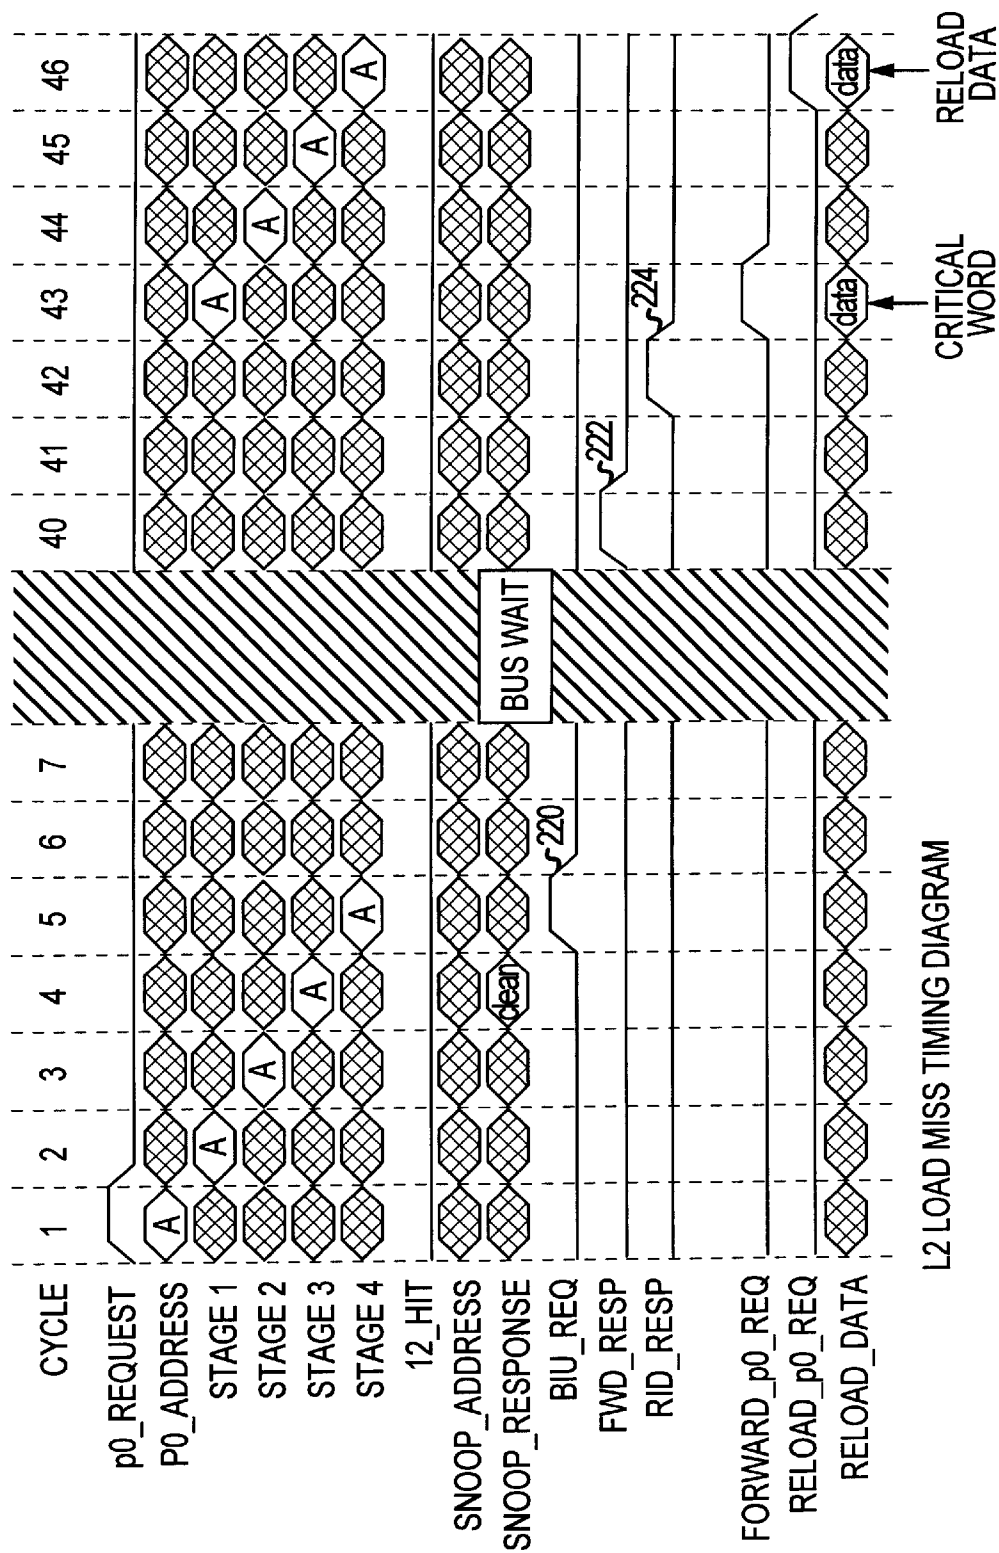 CYCLE 1 2 3 4 5 6 7 40 41 42 43 44 45 46
p0_REQUEST
P0_ADDRESS A
STAGE 1 A A
STAGE 2 A A
STAGE 3 A A
STAGE 4 A A
12_HIT
SNOOP_ADDRESS
SNOOP_RESPONSE clean
BUS WAIT
BIU_REQ 220
FWD_RESP 222
RID_RESP 224
FORWARD_p0_REQ
RELOAD_p0_REQ
RELOAD_DATA data data
CRITICAL
WORD
RELOAD
DATA
L2 LOAD MISS TIMING DIAGRAM